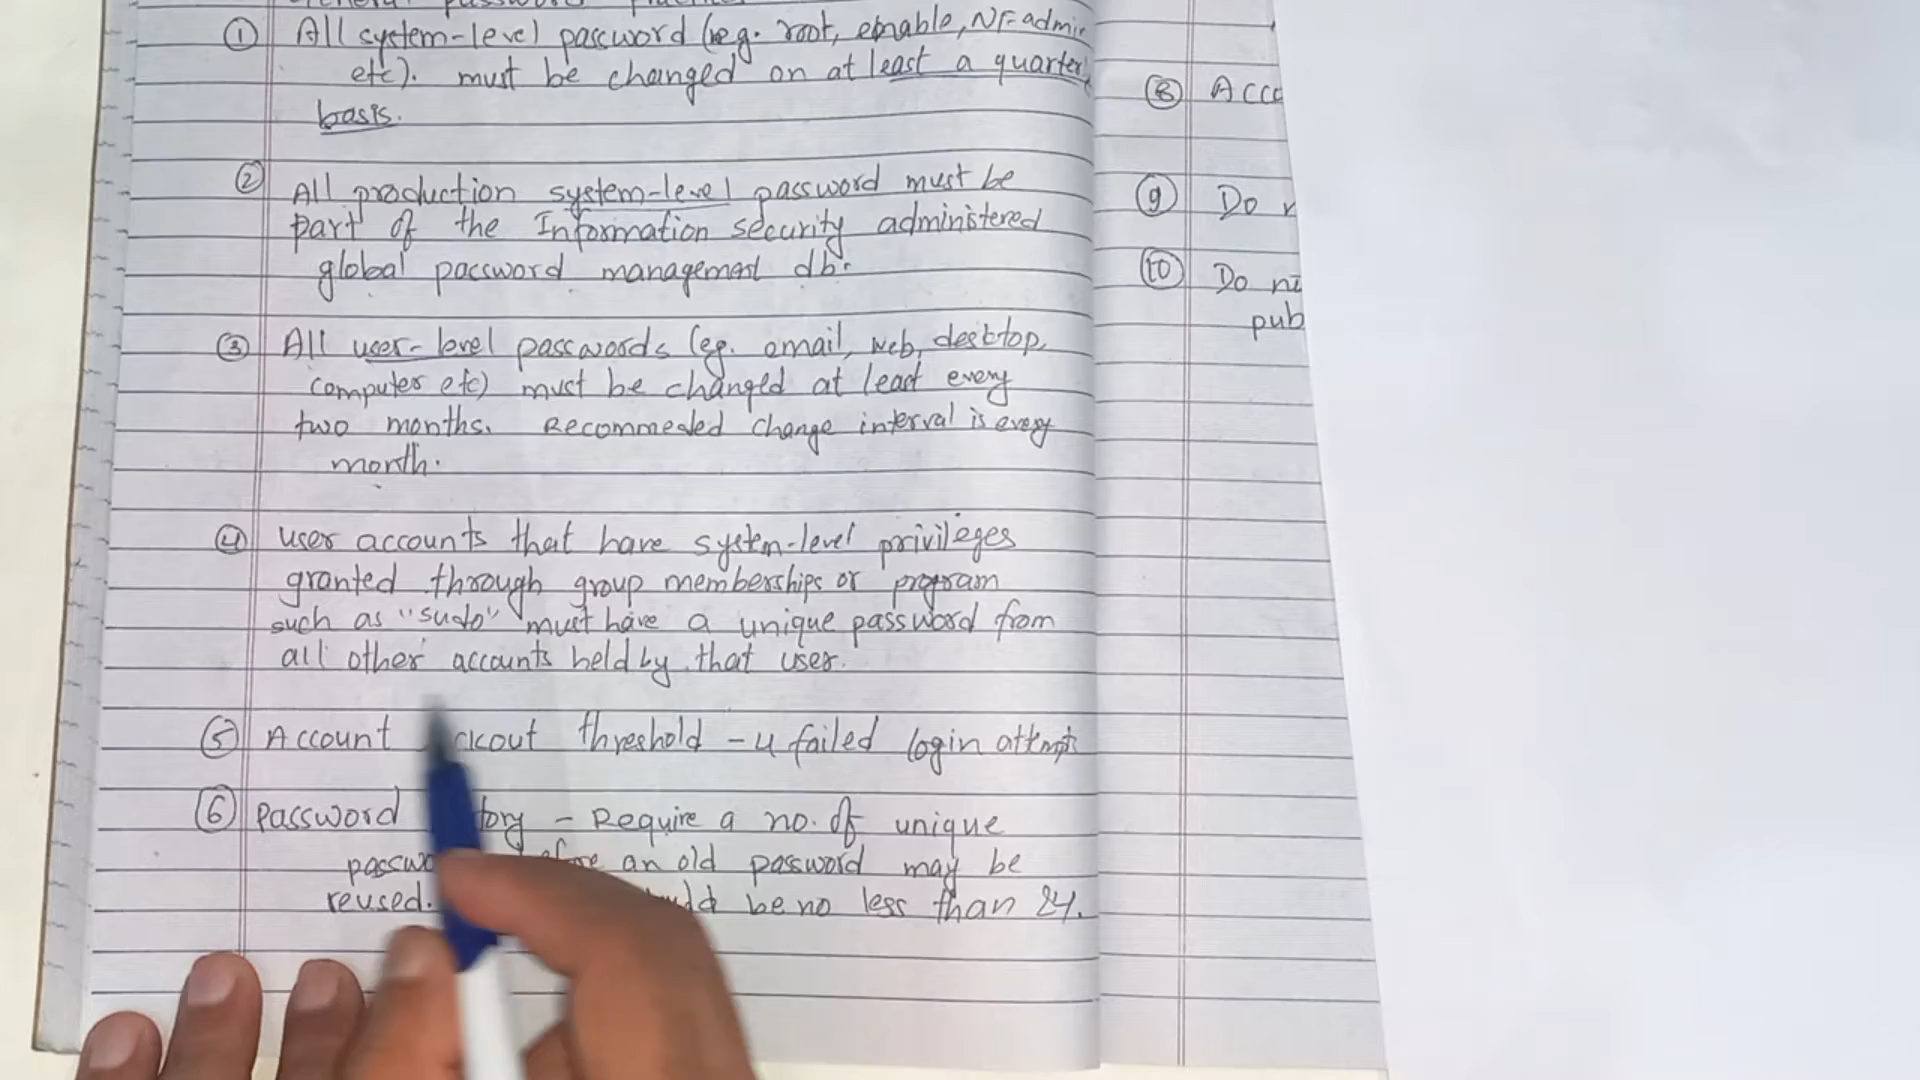 ① All system-level password (eg. root, enable, NF-admin
etc). must be changed on at least a quarter
basis.
② All production system-level password must be
part of the Information security administered
global password management db.
③ All user-level passwords (eg. email, web, desktop,
computer etc) must be changed at least every
two months. Recommeded change interval is every
month.
④ user accounts that have system-level privileges
granted through group memberships or program
such as "sudo" must have a unique password from
all other accounts held by that user.
⑤ Account ckout threshold - 4 failed login attmpts
⑥ password tory - Require a no. of unique
passwo an old password may be
reused. be no less than 24.
⑧ Acco
⑨ Do
⑩ Do
pub